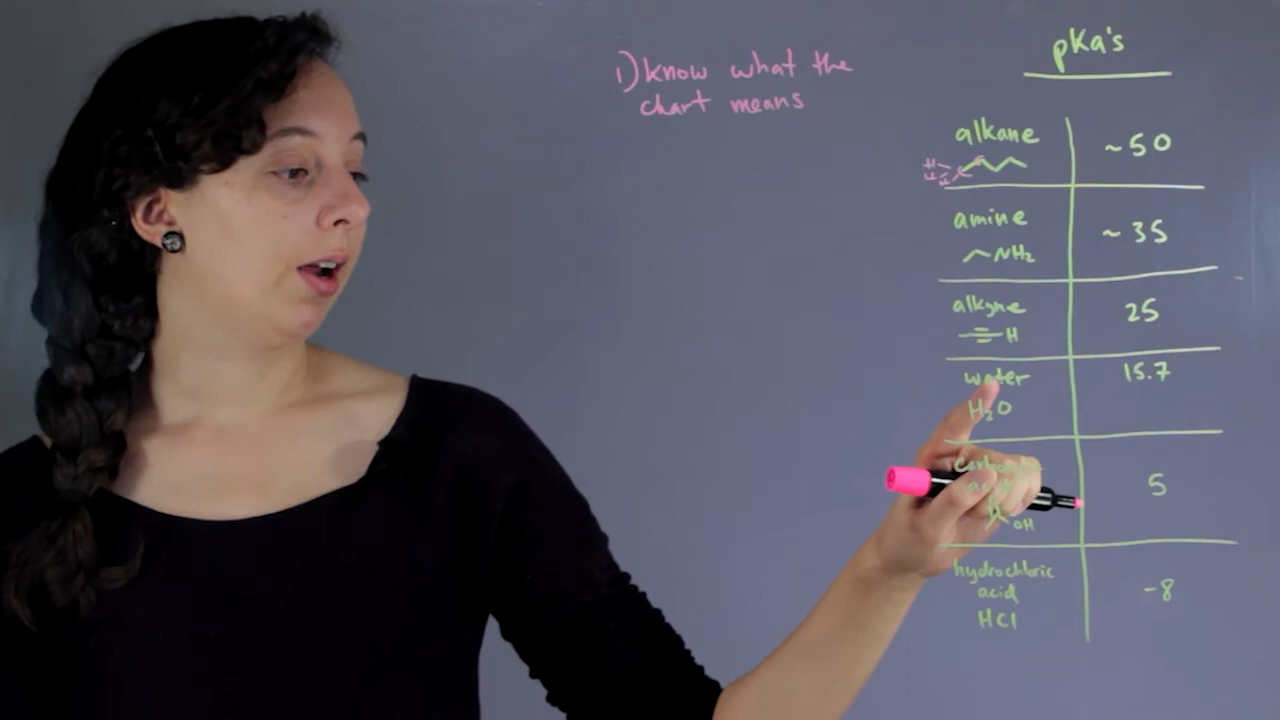 1) know what the
chart means
pKa's
alkane
~50
amine
~35
NH₂
alkyne
25
H
water
15.7
H₂O
5
OH
hydrochloric
acid
-8
HCl